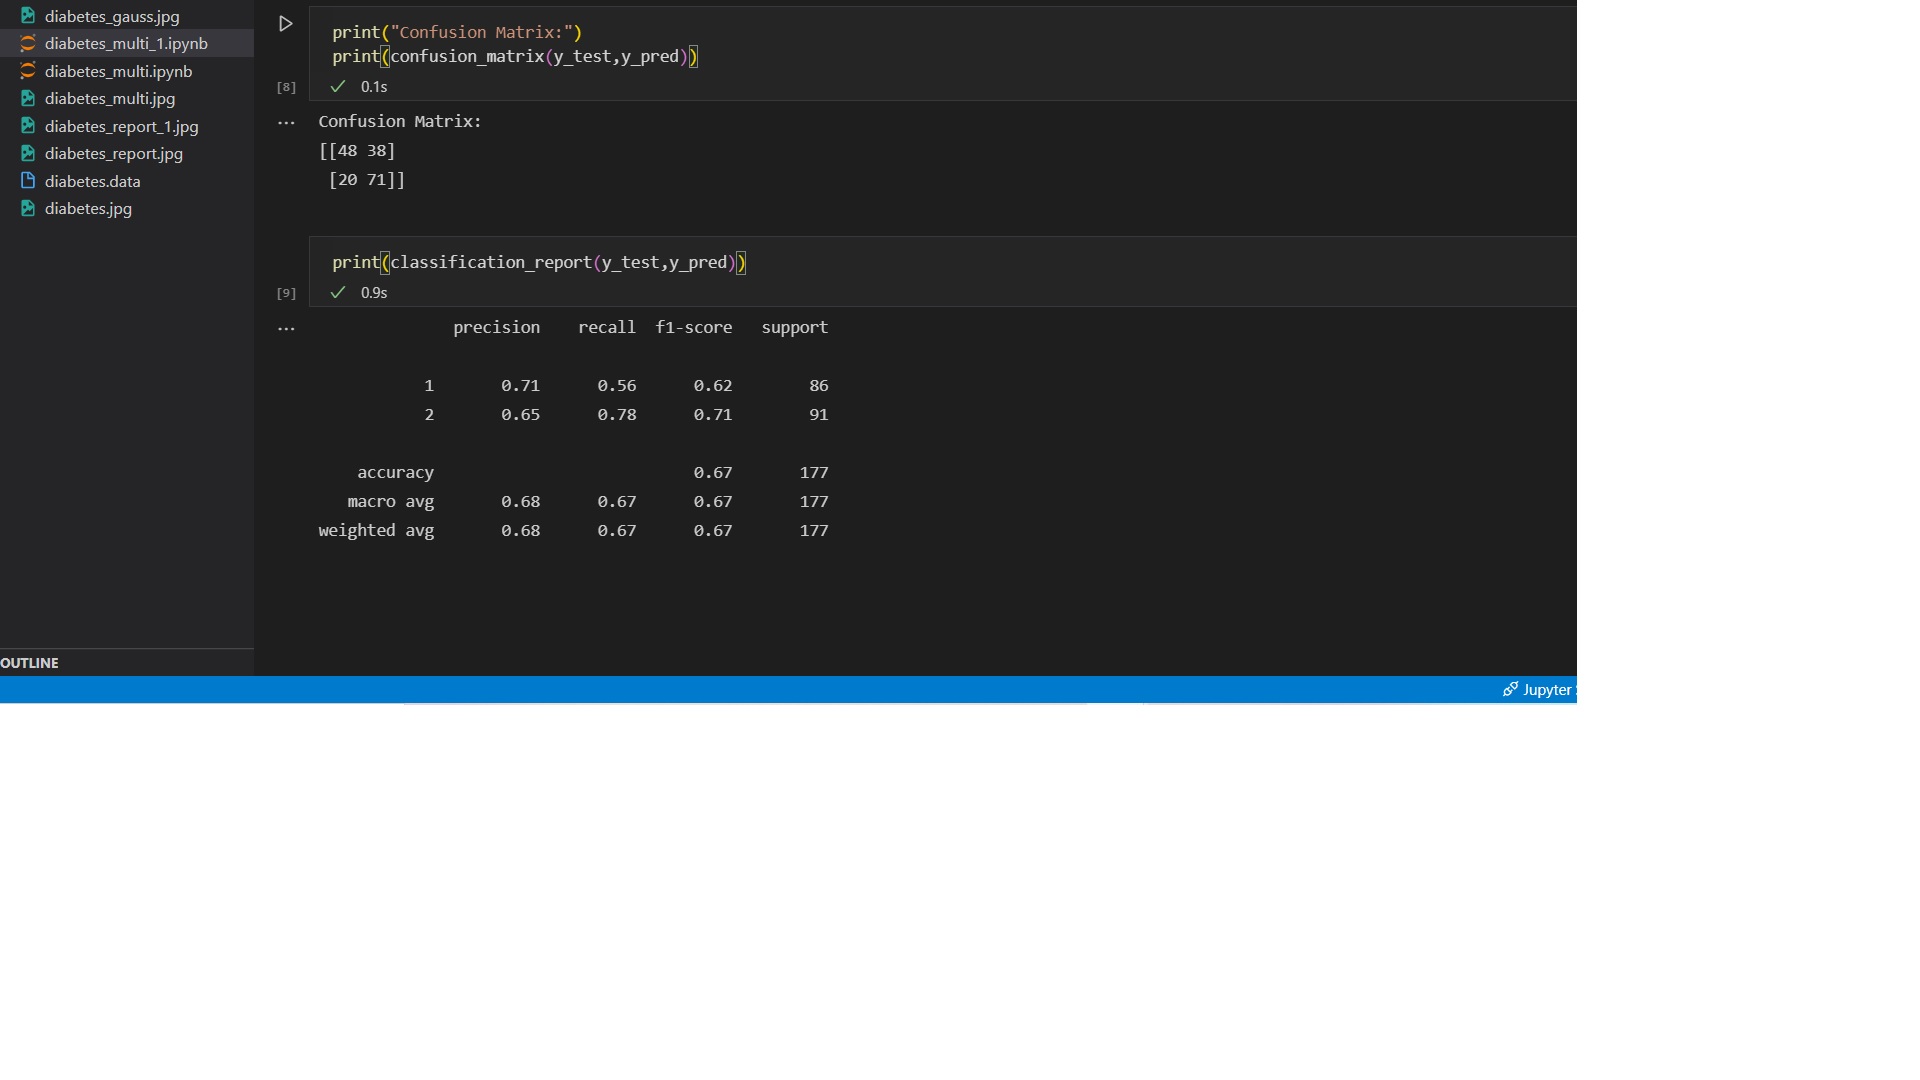 diabetes_gauss.jpg
diabetes_multi_1.ipynb
diabetes_multi.ipynb
diabetes_multi.jpg
diabetes_report_1.jpg
diabetes_report.jpg
diabetes.data
diabetes.jpg
OUTLINE
print("Confusion Matrix:")
print(confusion_matrix(y_test,y_pred))
[8] ✓ 0.1s
... Confusion Matrix:
[[48 38]
[20 71]]
print(classification_report(y_test,y_pred))
[9] ✓ 0.9s
... precision recall f1-score support
1 0.71 0.56 0.62 86
2 0.65 0.78 0.71 91
accuracy 0.67 177
macro avg 0.68 0.67 0.67 177
weighted avg 0.68 0.67 0.67 177
Jupyter